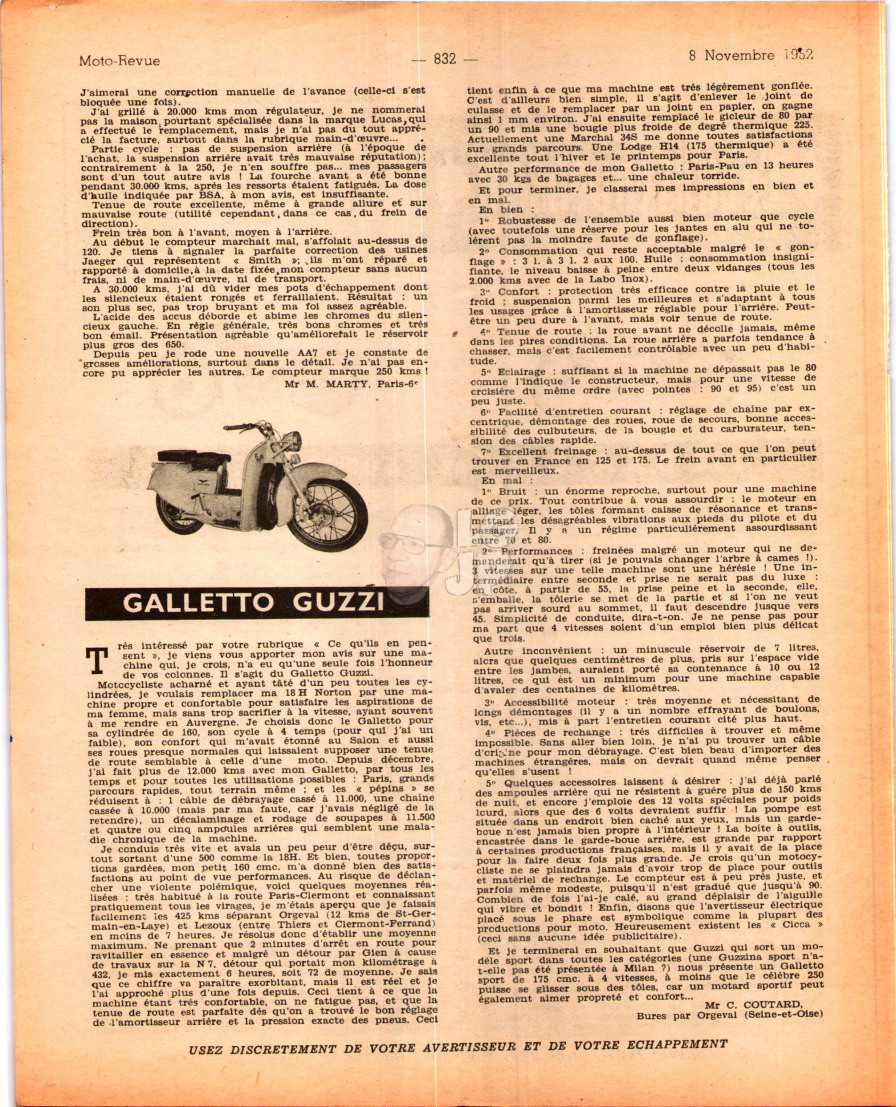 Moto-Revue
— 832 —
8 Novembre 1952
J'aimerai une correction manuelle de l'avance (celle-ci s'est
bloquée une fois).
J'ai grillé à 20.000 kms mon régulateur, je ne nommerai
pas la maison, pourtant spécialisée dans la marque Lucas, qui
a effectué le remplacement, mais je n'ai pas du tout appré-
cié la facture, surtout dans la rubrique main-d'œuvre...
Partie cycle : pas de suspension arrière (à l'époque de
l'achat, la suspension arrière avait très mauvaise réputation);
contrairement à la 250, je n'en souffre pas... mes passagers
sont d'un tout autre avis ! La fourche avant a été bonne
pendant 30.000 kms, après les ressorts étaient fatigués. La dose
d'huile indiquée par BSA, à mon avis, est insuffisante.
Tenue de route excellente, même à grande allure et sur
mauvaise route (utilité cependant, dans ce cas, du frein de
direction).
Frein très bon à l'avant, moyen à l'arrière.
Au début le compteur marchait mal, s'affolait au-dessus de
120. Je tiens à signaler la parfaite correction des usines
Jaeger qui représentent « Smith »; ils m'ont réparé et
rapporté à domicile, à la date fixée, mon compteur sans aucun
frais, ni de main-d'œuvre, ni de transport.
A 30.000 kms, j'ai dû vider mes pots d'échappement dont
les silencieux étaient rongés et ferraillaient. Résultat : un
son plus sec, pas trop bruyant et ma foi assez agréable.
L'acide des accus déborde et abime les chromes du silen-
cieux gauche. En règle générale, très bons chromes et très
bon émail. Présentation agréable qu'améliorefait le réservoir
plus gros des 650.
Depuis peu je rode une nouvelle AA7 et je constate de
grosses améliorations, surtout dans le détail. Je n'ai pas en-
core pu apprécier les autres. Le compteur marque 250 kms !
Mr M. MARTY, Paris-6e
GALLETTO GUZZI
Très intéressé par votre rubrique « Ce qu'ils en pen-
sent », je viens vous apporter mon avis sur une ma-
chine qui, je crois, n'a eu qu'une seule fois l'honneur
de vos colonnes. Il s'agit du Galletto Guzzi.
Motocycliste acharné et ayant tâté d'un peu toutes les cy-
lindrées, je voulais remplacer ma 18 H Norton par une ma-
chine propre et confortable pour satisfaire les aspirations de
ma femme, mais sans trop sacrifier à la vitesse, ayant souvent
à me rendre en Auvergne. Je choisis donc le Galletto pour
sa cylindrée de 160, son cycle à 4 temps (pour qui j'ai un
faible), son confort qui m'avait étonné au Salon et aussi
ses roues presque normales qui laissaient supposer une tenue
de route semblable à celle d'une moto. Depuis décembre,
j'ai fait plus de 12.000 kms avec mon Galletto, par tous les
temps et pour toutes les utilisations possibles : Paris, grands
parcours rapides, tout terrain même ; et les « pépins » se
réduisent à : 1 câble de débrayage cassé à 11.000, une chaine
cassée à 10.000 (mais par ma faute, car j'avais négligé de la
retendre), un décalaminage et rodage de soupapes à 11.500
et quatre ou cinq ampoules arrières qui semblent une mala-
die chronique de la machine.
Je conduis très vite et avais un peu peur d'être déçu, sur-
tout sortant d'une 500 comme la 18H. Et bien, toutes propor-
tions gardées, mon petit 160 cmc. m'a donné bien des satis-
factions au point de vue performances. Au risque de déclan-
cher une violente polémique, voici quelques moyennes réa-
lisées : très habitué à la route Paris-Clermont et connaissant
pratiquement tous les virages, je m'étais aperçu que je faisais
facilement les 425 kms séparant Orgeval (12 kms de St-Ger-
main-en-Laye) et Lezoux (entre Thiers et Clermont-Ferrand)
en moins de 7 heures. Je résolus donc d'établir une moyenne
maximum. Ne prenant que 2 minutes d'arrêt en route pour
ravitailler en essence et malgré un détour par Gien à cause
de travaux sur la N 7, détour qui portait mon kilométrage à
432, je mis exactement 6 heures, soit 72 de moyenne. Je sais
que ce chiffre va paraitre exorbitant, mais il est réel et je
l'ai approché plus d'une fois depuis. Ceci tient à ce que la
machine étant très confortable, on ne fatigue pas, et que la
tenue de route est parfaite dès qu'on a trouvé le bon réglage
de l'amortisseur arrière et la pression exacte des pneus. Ceci
tient enfin à ce que ma machine est très légèrement gonflée.
C'est d'ailleurs bien simple, il s'agit d'enlever le joint de
culasse et de le remplacer par un joint en papier, on gagne
ainsi 1 mm environ. J'ai ensuite remplacé le gicleur de 80 par
un 90 et mis une bougie plus froide de degré thermique 225.
Actuellement une Marchal 34S me donne toutes satisfactions
sur grands parcours. Une Lodge H14 (175 thermique) a été
excellente tout l'hiver et le printemps pour Paris.
Autre performance de mon Galletto : Paris-Pau en 13 heures
avec 30 kgs de bagages et... une chaleur torride.
Et pour terminer, je classerai mes impressions en bien et
en mal.
En bien :
1° Robustesse de l'ensemble aussi bien moteur que cycle
(avec toutefois une réserve pour les jantes en alu qui ne to-
lèrent pas la moindre faute de gonflage).
2° Consommation qui reste acceptable malgré le « gon-
flage » : 3 l. à 3 l. 2 aux 100. Huile : consommation insigni-
fiante, le niveau baisse à peine entre deux vidanges (tous les
2.000 kms avec de la Labo Inox).
3° Confort : protection très efficace contre la pluie et le
froid ; suspension parmi les meilleures et s'adaptant à tous
les usages grâce à l'amortisseur réglable pour l'arrière. Peut-
être un peu dure à l'avant, mais voir tenue de route.
4° Tenue de route : la roue avant ne décolle jamais, même
dans les pires conditions. La roue arrière a parfois tendance à
chasser, mais c'est facilement contrôlable avec un peu d'habi-
tude.
5° Eclairage : suffisant si la machine ne dépassait pas le 80
comme l'indique le constructeur, mais pour une vitesse de
croisière du même ordre (avec pointes : 90 et 95) c'est un
peu juste.
6° Facilité d'entretien courant : réglage de chaine par ex-
centrique, démontage des roues, roue de secours, bonne acces-
sibilité des culbuteurs, de la bougie et du carburateur, ten-
sion des câbles rapide.
7° Excellent freinage : au-dessus de tout ce que l'on peut
trouver en France en 125 et 175. Le frein avant en particulier
est merveilleux.
En mal :
1° Bruit : un énorme reproche, surtout pour une machine
de ce prix. Tout contribue à vous assourdir : le moteur en
alliage léger, les tôles formant caisse de résonance et trans-
mettant les désagréables vibrations aux pieds du pilote et du
passager. Il y a un régime particulièrement assourdissant
entre 70 et 80.
2° Performances : freinées malgré un moteur qui ne de-
manderait qu'à tirer (si je pouvais changer l'arbre à cames !).
3 vitesses sur une telle machine sont une hérésie ! Une in-
termédiaire entre seconde et prise ne serait pas du luxe :
en côte, à partir de 55, la prise peine et la seconde, elle,
s'emballe, la tôlerie se met de la partie et si l'on ne veut
pas arriver sourd au sommet, il faut descendre jusque vers
45. Simplicité de conduite, dira-t-on. Je ne pense pas pour
ma part que 4 vitesses soient d'un emploi bien plus délicat
que trois.
Autre inconvénient : un minuscule réservoir de 7 litres,
alors que quelques centimètres de plus, pris sur l'espace vide
entre les jambes, auraient porté sa contenance à 10 ou 12
litres, ce qui est un minimum pour une machine capable
d'avaler des centaines de kilomètres.
3° Accessibilité moteur : très moyenne et nécessitant de
longs démontages (il y a un nombre effrayant de boulons,
vis, etc...), mis à part l'entretien courant cité plus haut.
4° Pièces de rechange : très difficiles à trouver et même
impossible. Sans aller bien loin, je n'ai pu trouver un câble
d'origine pour mon débrayage. C'est bien beau d'importer des
machines étrangères, mais on devrait quand même penser
qu'elles s'usent !
5° Quelques accessoires laissent à désirer : j'ai déjà parlé
des ampoules arrière qui ne résistent à guère plus de 150 kms
de nuit, et encore j'emploie des 12 volts spéciales pour poids
lourd, alors que des 6 volts devraient suffir ! La pompe est
située dans un endroit bien caché aux yeux, mais un garde-
boue n'est jamais bien propre à l'intérieur ! La boite à outils,
encastrée dans le garde-boue arrière, est grande par rapport
à certaines productions françaises, mais il y avait de la place
pour la faire deux fois plus grande. Je crois qu'un motocy-
cliste ne se plaindra jamais d'avoir trop de place pour outils
et matériel de rechange. Le compteur est à peu près juste, et
parfois même modeste, puisqu'il n'est gradué que jusqu'à 90.
Combien de fois l'ai-je calé, au grand déplaisir de l'aiguille
qui vibre et bondit ! Enfin, disons que l'avertisseur électrique
placé sous le phare est symbolique comme la plupart des
productions pour moto. Heureusement existent les « Cicca »
(ceci sans aucune idée publicitaire).
Et je terminerai en souhaitant que Guzzi qui sort un mo-
dèle sport dans toutes les catégories (une Guzzina sport n'a-
t-elle pas été présentée à Milan ?) nous présente un Galletto
sport de 175 cmc. à 4 vitesses, à moins que le célèbre 250
puisse se glisser sous des tôles, car un motard sportif peut
également aimer propreté et confort...
Mr C. COUTARD,
Bures par Orgeval (Seine-et-Oise)
USEZ DISCRETEMENT DE VOTRE AVERTISSEUR ET DE VOTRE ECHAPPEMENT